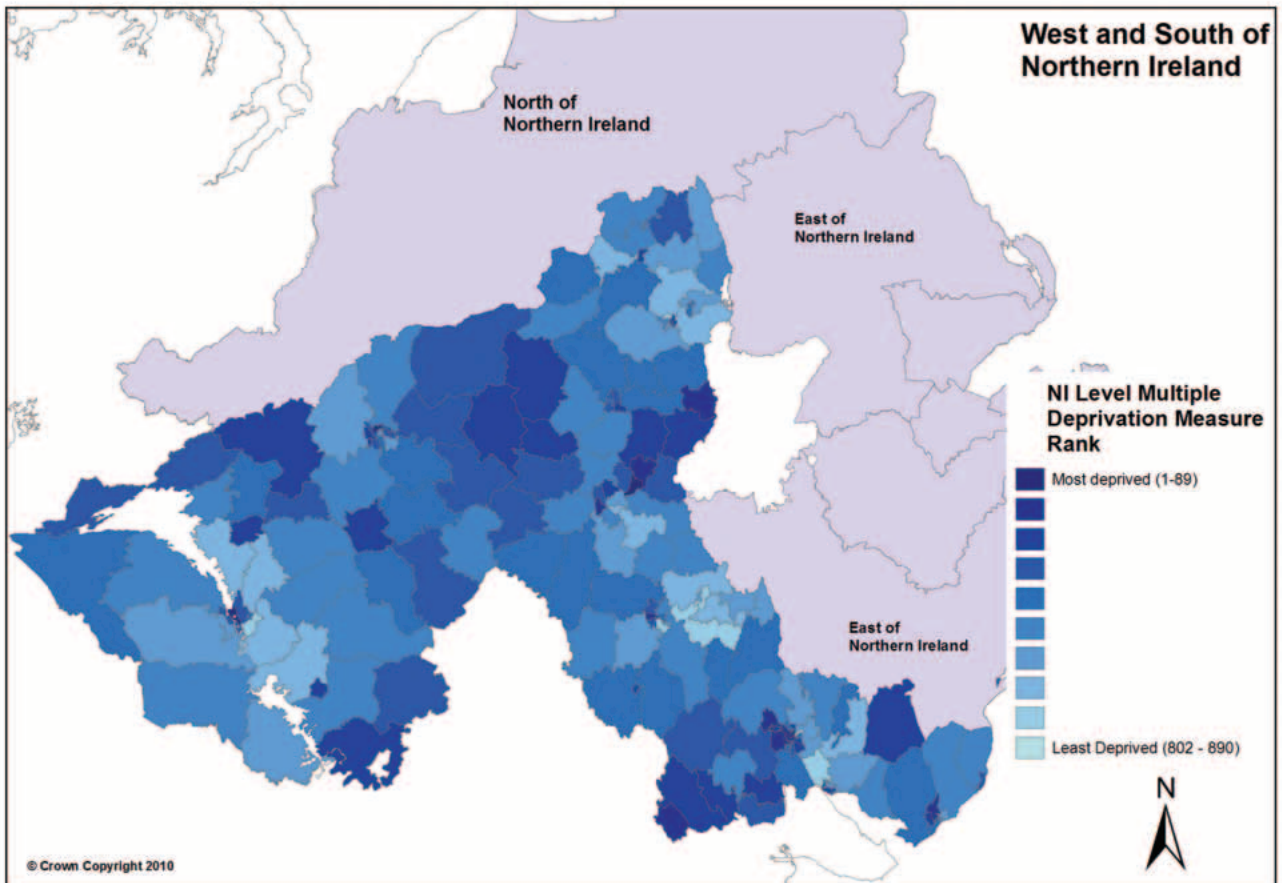 West and South of
Northern Ireland
North of
Northern Ireland
East of
Northern Ireland
NI Level Multiple
Deprivation Measure
Rank
Most deprived (1-89)
East of
Northern Ireland
Least Deprived (802 - 890)
N
© Crown Copyright 2010